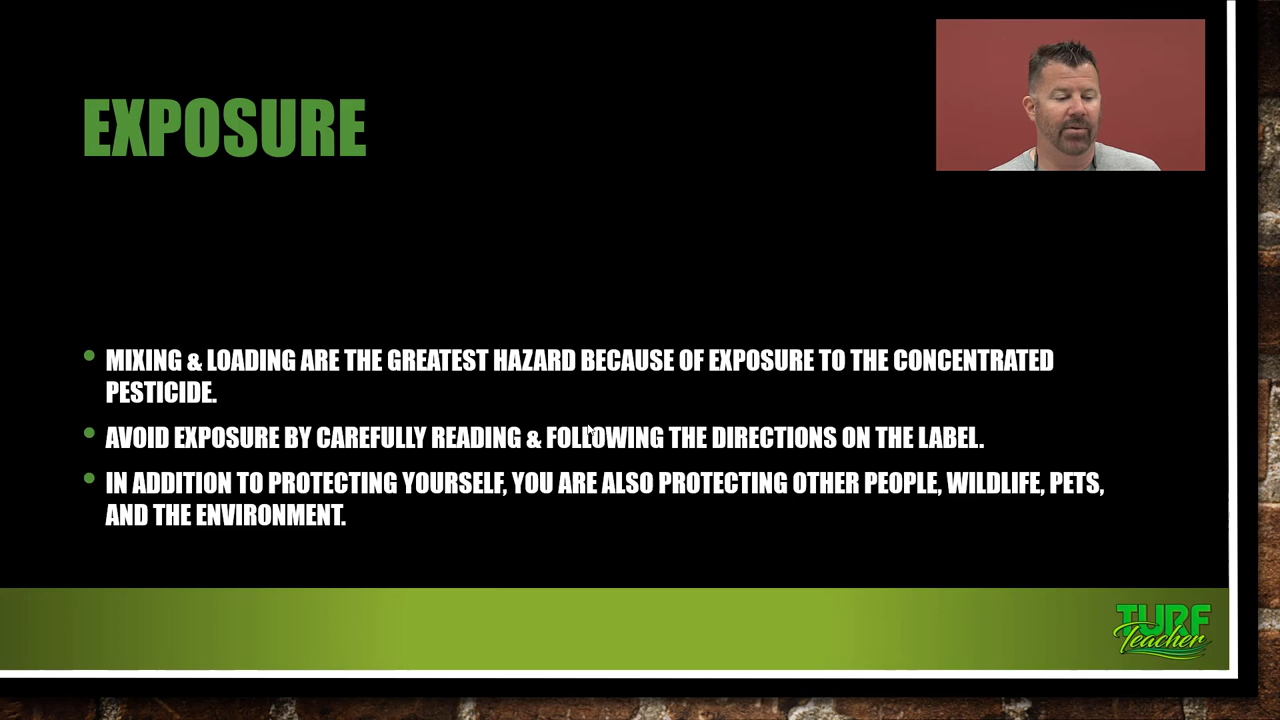 EXPOSURE
MIXING & LOADING ARE THE GREATEST HAZARD BECAUSE OF EXPOSURE TO THE CONCENTRATED
PESTICIDE.
AVOID EXPOSURE BY CAREFULLY READING & FOLLOWING THE DIRECTIONS ON THE LABEL.
IN ADDITION TO PROTECTING YOURSELF, YOU ARE ALSO PROTECTING OTHER PEOPLE, WILDLIFE, PETS,
AND THE ENVIRONMENT.
TURF
Teacher